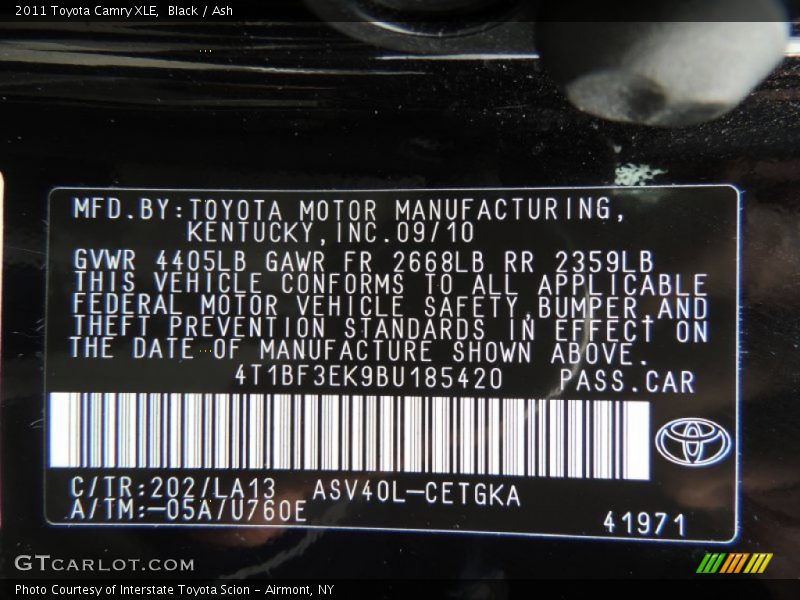 2011 Toyota Camry XLE, Black / Ash
MFD.BY:TOYOTA MOTOR MANUFACTURING,
KENTUCKY,INC.09/10
GVWR 4405LB GAWR FR 2668LB RR 2359LB
THIS VEHICLE CONFORMS TO ALL APPLICABLE
FEDERAL MOTOR VEHICLE SAFETY,BUMPER,AND
THEFT PREVENTION STANDARDS IN EFFECT ON
THE DATE OF MANUFACTURE SHOWN ABOVE.
4T1BF3EK9BU185420 PASS.CAR
C/TR:202/LA13 ASV40L-CETGKA
A/TM:-05A/U760E
41971
GTCARLOT.COM
Photo Courtesy of Interstate Toyota Scion - Airmont, NY